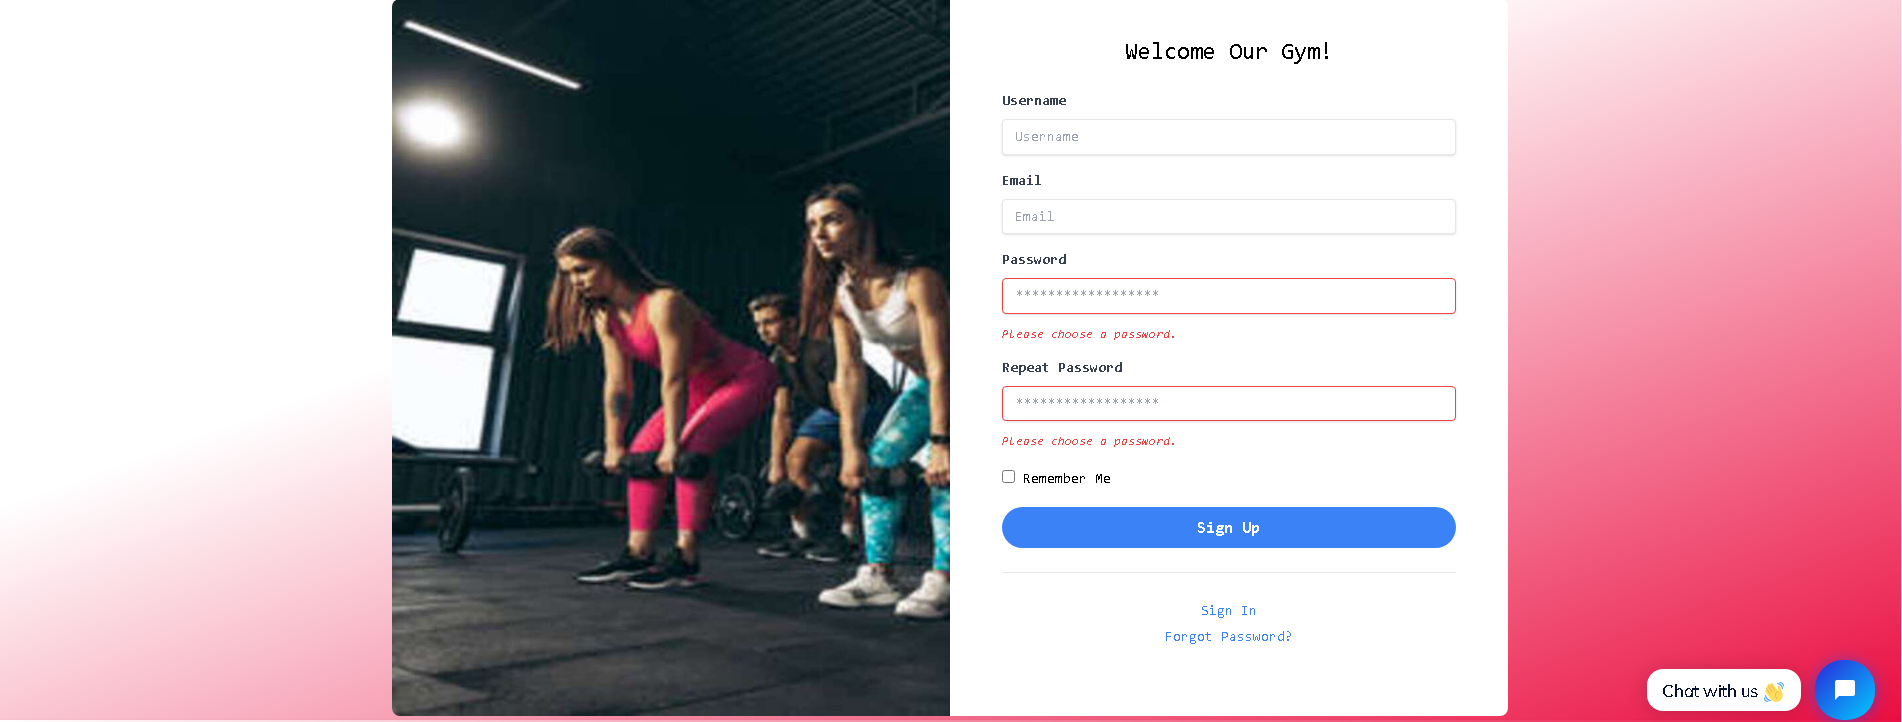 Welcome Our Gym!
Username
Username
Email
Email
Password
******************
Please choose a password.
Repeat Password
******************
Please choose a password.
Remember Me
Sign Up
Sign In
Forgot Password?
Chat with us 👋